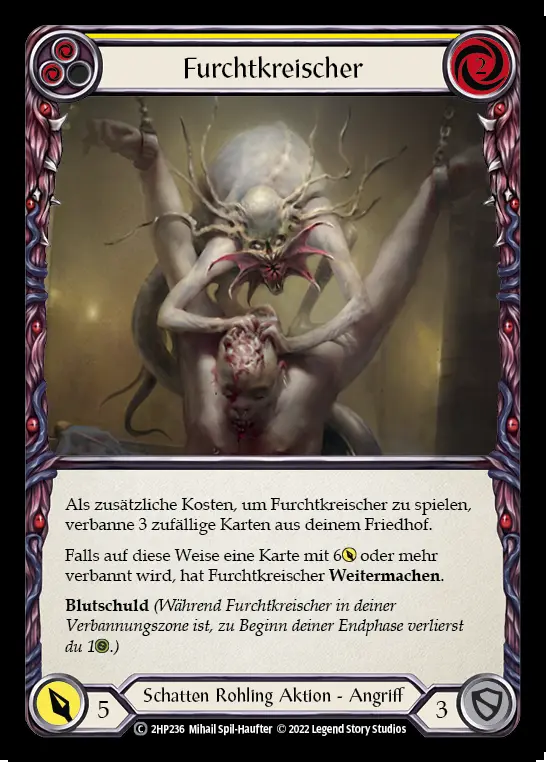 Furchtkreischer
2
Als zusätzliche Kosten, um Furchtkreischer zu spielen,
verbanne 3 zufällige Karten aus deinem Friedhof.
Falls auf diese Weise eine Karte mit 6 oder mehr
verbannt wird, hat Furchtkreischer Weitermachen.
Blutschuld (Während Furchtkreischer in deiner
Verbannungszone ist, zu Beginn deiner Endphase verlierst
du 1.)
5
Schatten Rohling Aktion - Angriff
3
C 2HP236 Mihail Spil-Haufter © 2022 Legend Story Studios